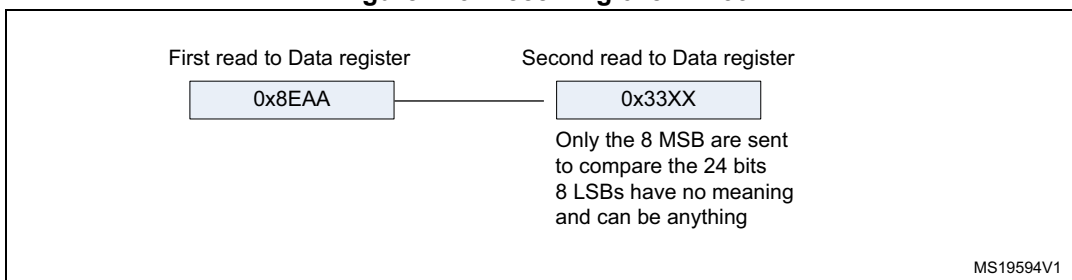 First read to Data register
Second read to Data register
0x8EAA
0x33XX
Only the 8 MSB are sent
to compare the 24 bits
8 LSBs have no meaning
and can be anything
MS19594V1